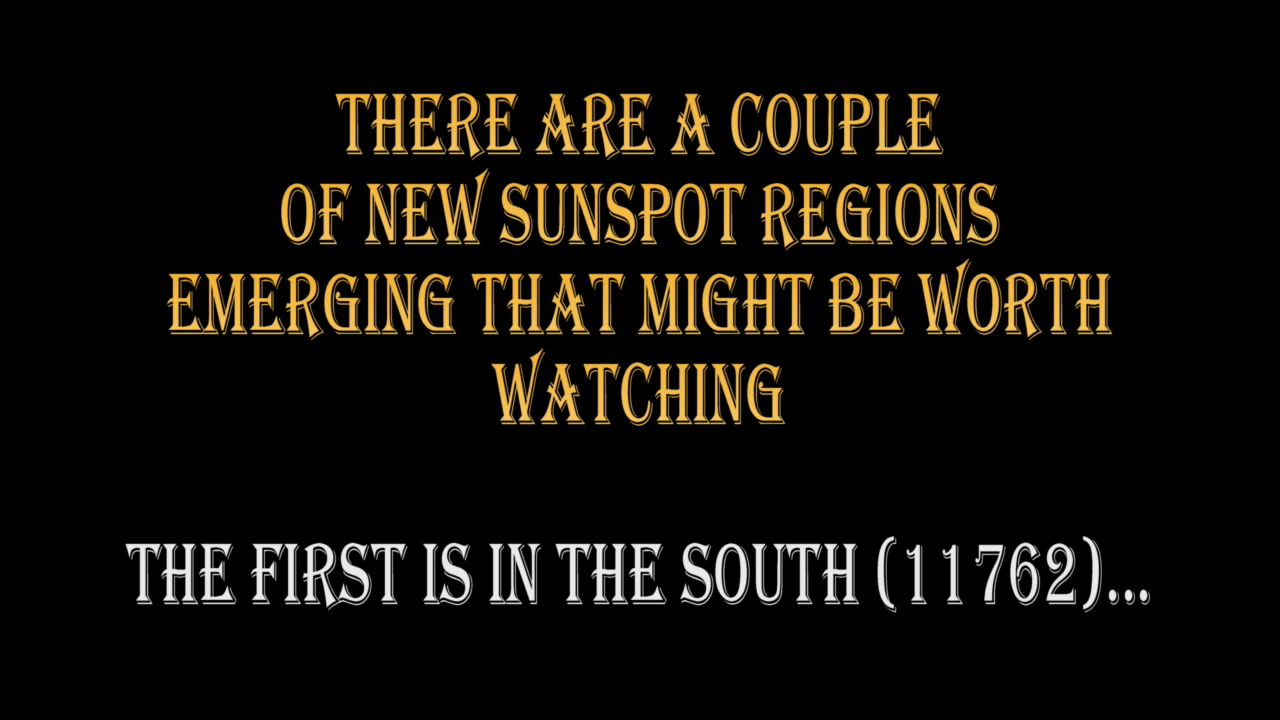 THERE ARE A COUPLE
OF NEW SUNSPOT REGIONS
EMERGING THAT MIGHT BE WORTH
WATCHING
THE FIRST IS IN THE SOUTH (11762)...